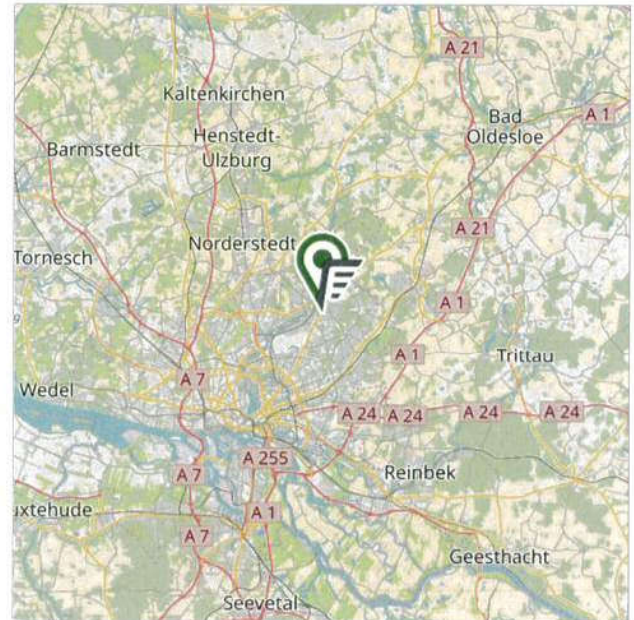 A 21
Kaltenkirchen
A 1
Bad
Oldesloe
Henstedt-
Ulzburg
Barmstedt
A 21
Norderstedt
Tornesch
A 1
A 1
Trittau
A 7
Wedel
A 24
A 24
A 24
A 24
A 255
A 7
Reinbek
uxtehude
A 1
A 7
Geesthacht
Seevetal